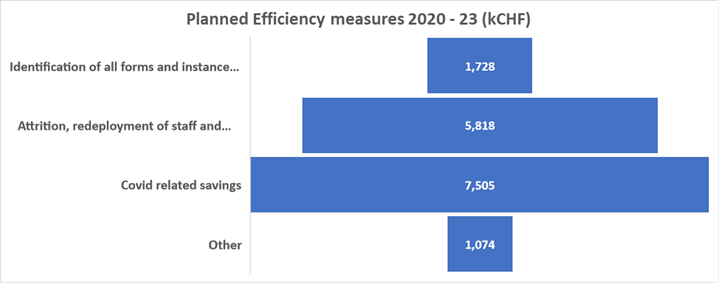 Planned Efficiency measures 2020 - 23 (kCHF)
Identification of all forms and instance...
1,728
Attrition, redeployment of staff and...
5,818
Covid related savings
7,505
Other
1,074